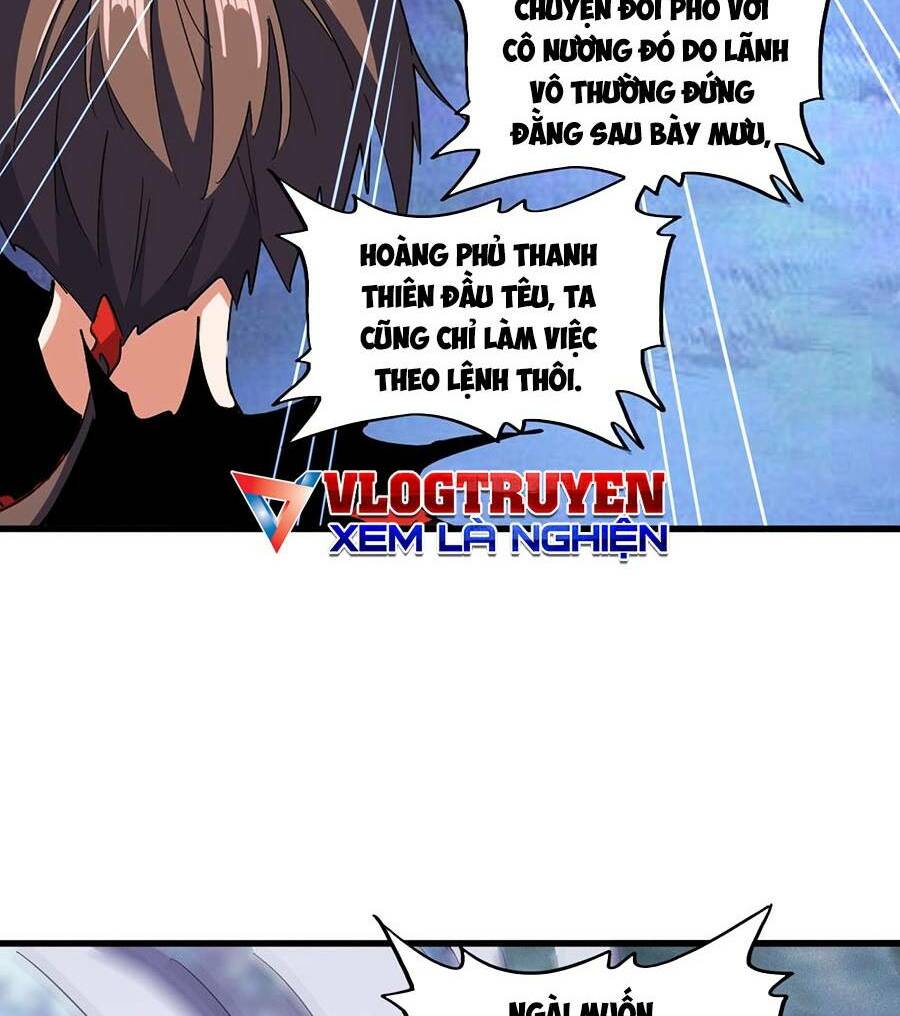 CHUYỆN ĐỐI PHÓ VỚI
CÔ NƯƠNG ĐÓ DO LÃNH
VÔ THƯỜNG ĐỨNG
ĐẰNG SAU BÀY MƯU,
HOÀNG PHỦ THANH
THIÊN ĐẦU TÊU, TA
CŨNG CHỈ LÀM VIỆC
THEO LỆNH THÔI.
VLOGTRUYEN
XEM LÀ NGHIỆN
NGÀI MUỐN